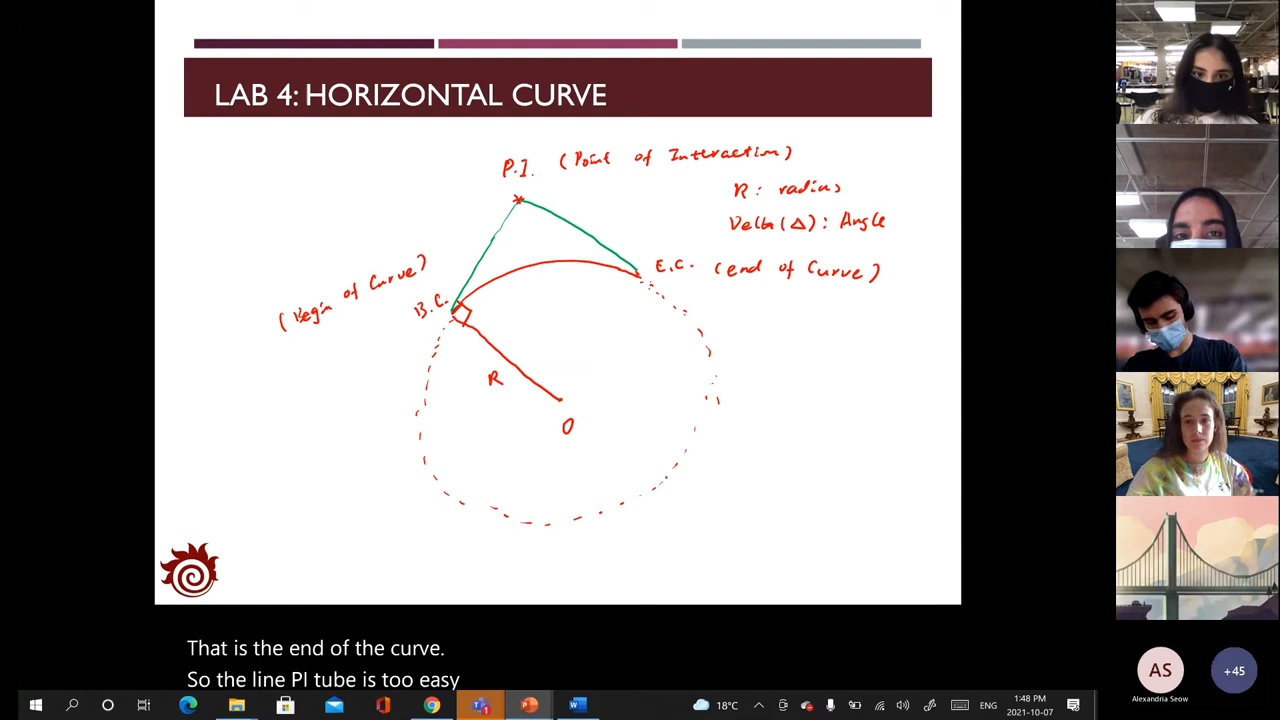 LAB 4: HORIZONTAL CURVE
P.I. (Point of Interaction)
R: radius
Delta (Δ): Angle
E.C. (end of Curve)
(Begin of Curve) B.C.
R
O
That is the end of the curve.
So the line PI tube is too easy
AS
+45
Alexandria Seow
18°C
ENG
1:48 PM
2021-10-07